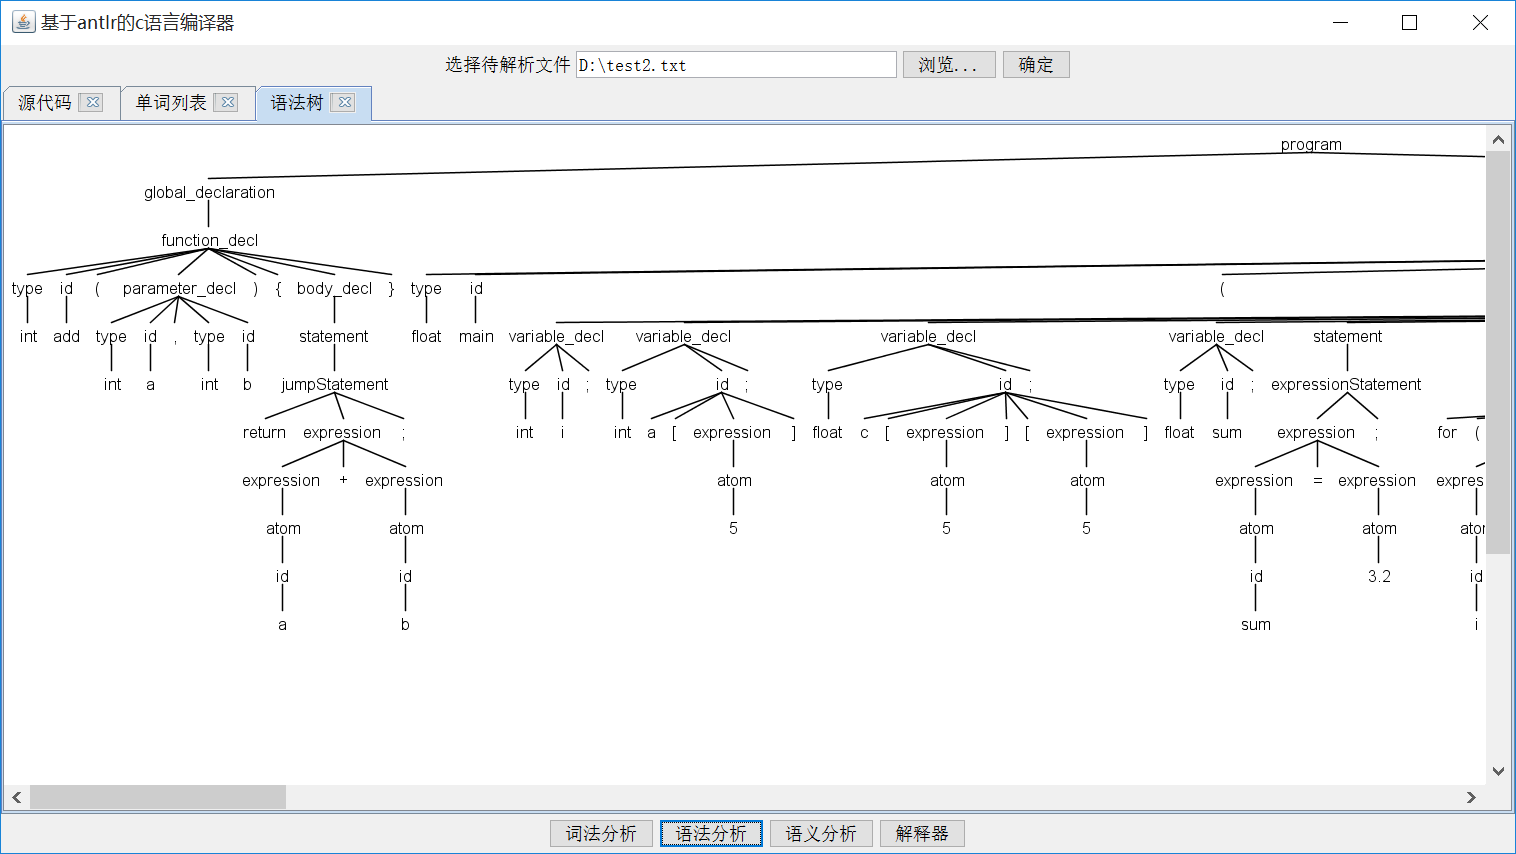 基于antlr的c语言编译器
选择待解析文件 D:\test2.txt 浏览... 确定
源代码 单词列表 语法树
program
global_declaration
function_decl
type id ( parameter_decl ) { body_decl } type id (
int add type id , type id statement float main variable_decl variable_decl variable_decl variable_decl statement
int a int b jumpStatement type id ; type id ; type id ; type id ; expressionStatement
return expression ; int i int a [ expression ] float c [ expression ] [ expression ] float sum expression ; for (
expression + expression atom atom atom expression = expression expres
atom atom 5 5 5 atom atom ator
id id id 3.2 id
a b sum i
词法分析 语法分析 语义分析 解释器